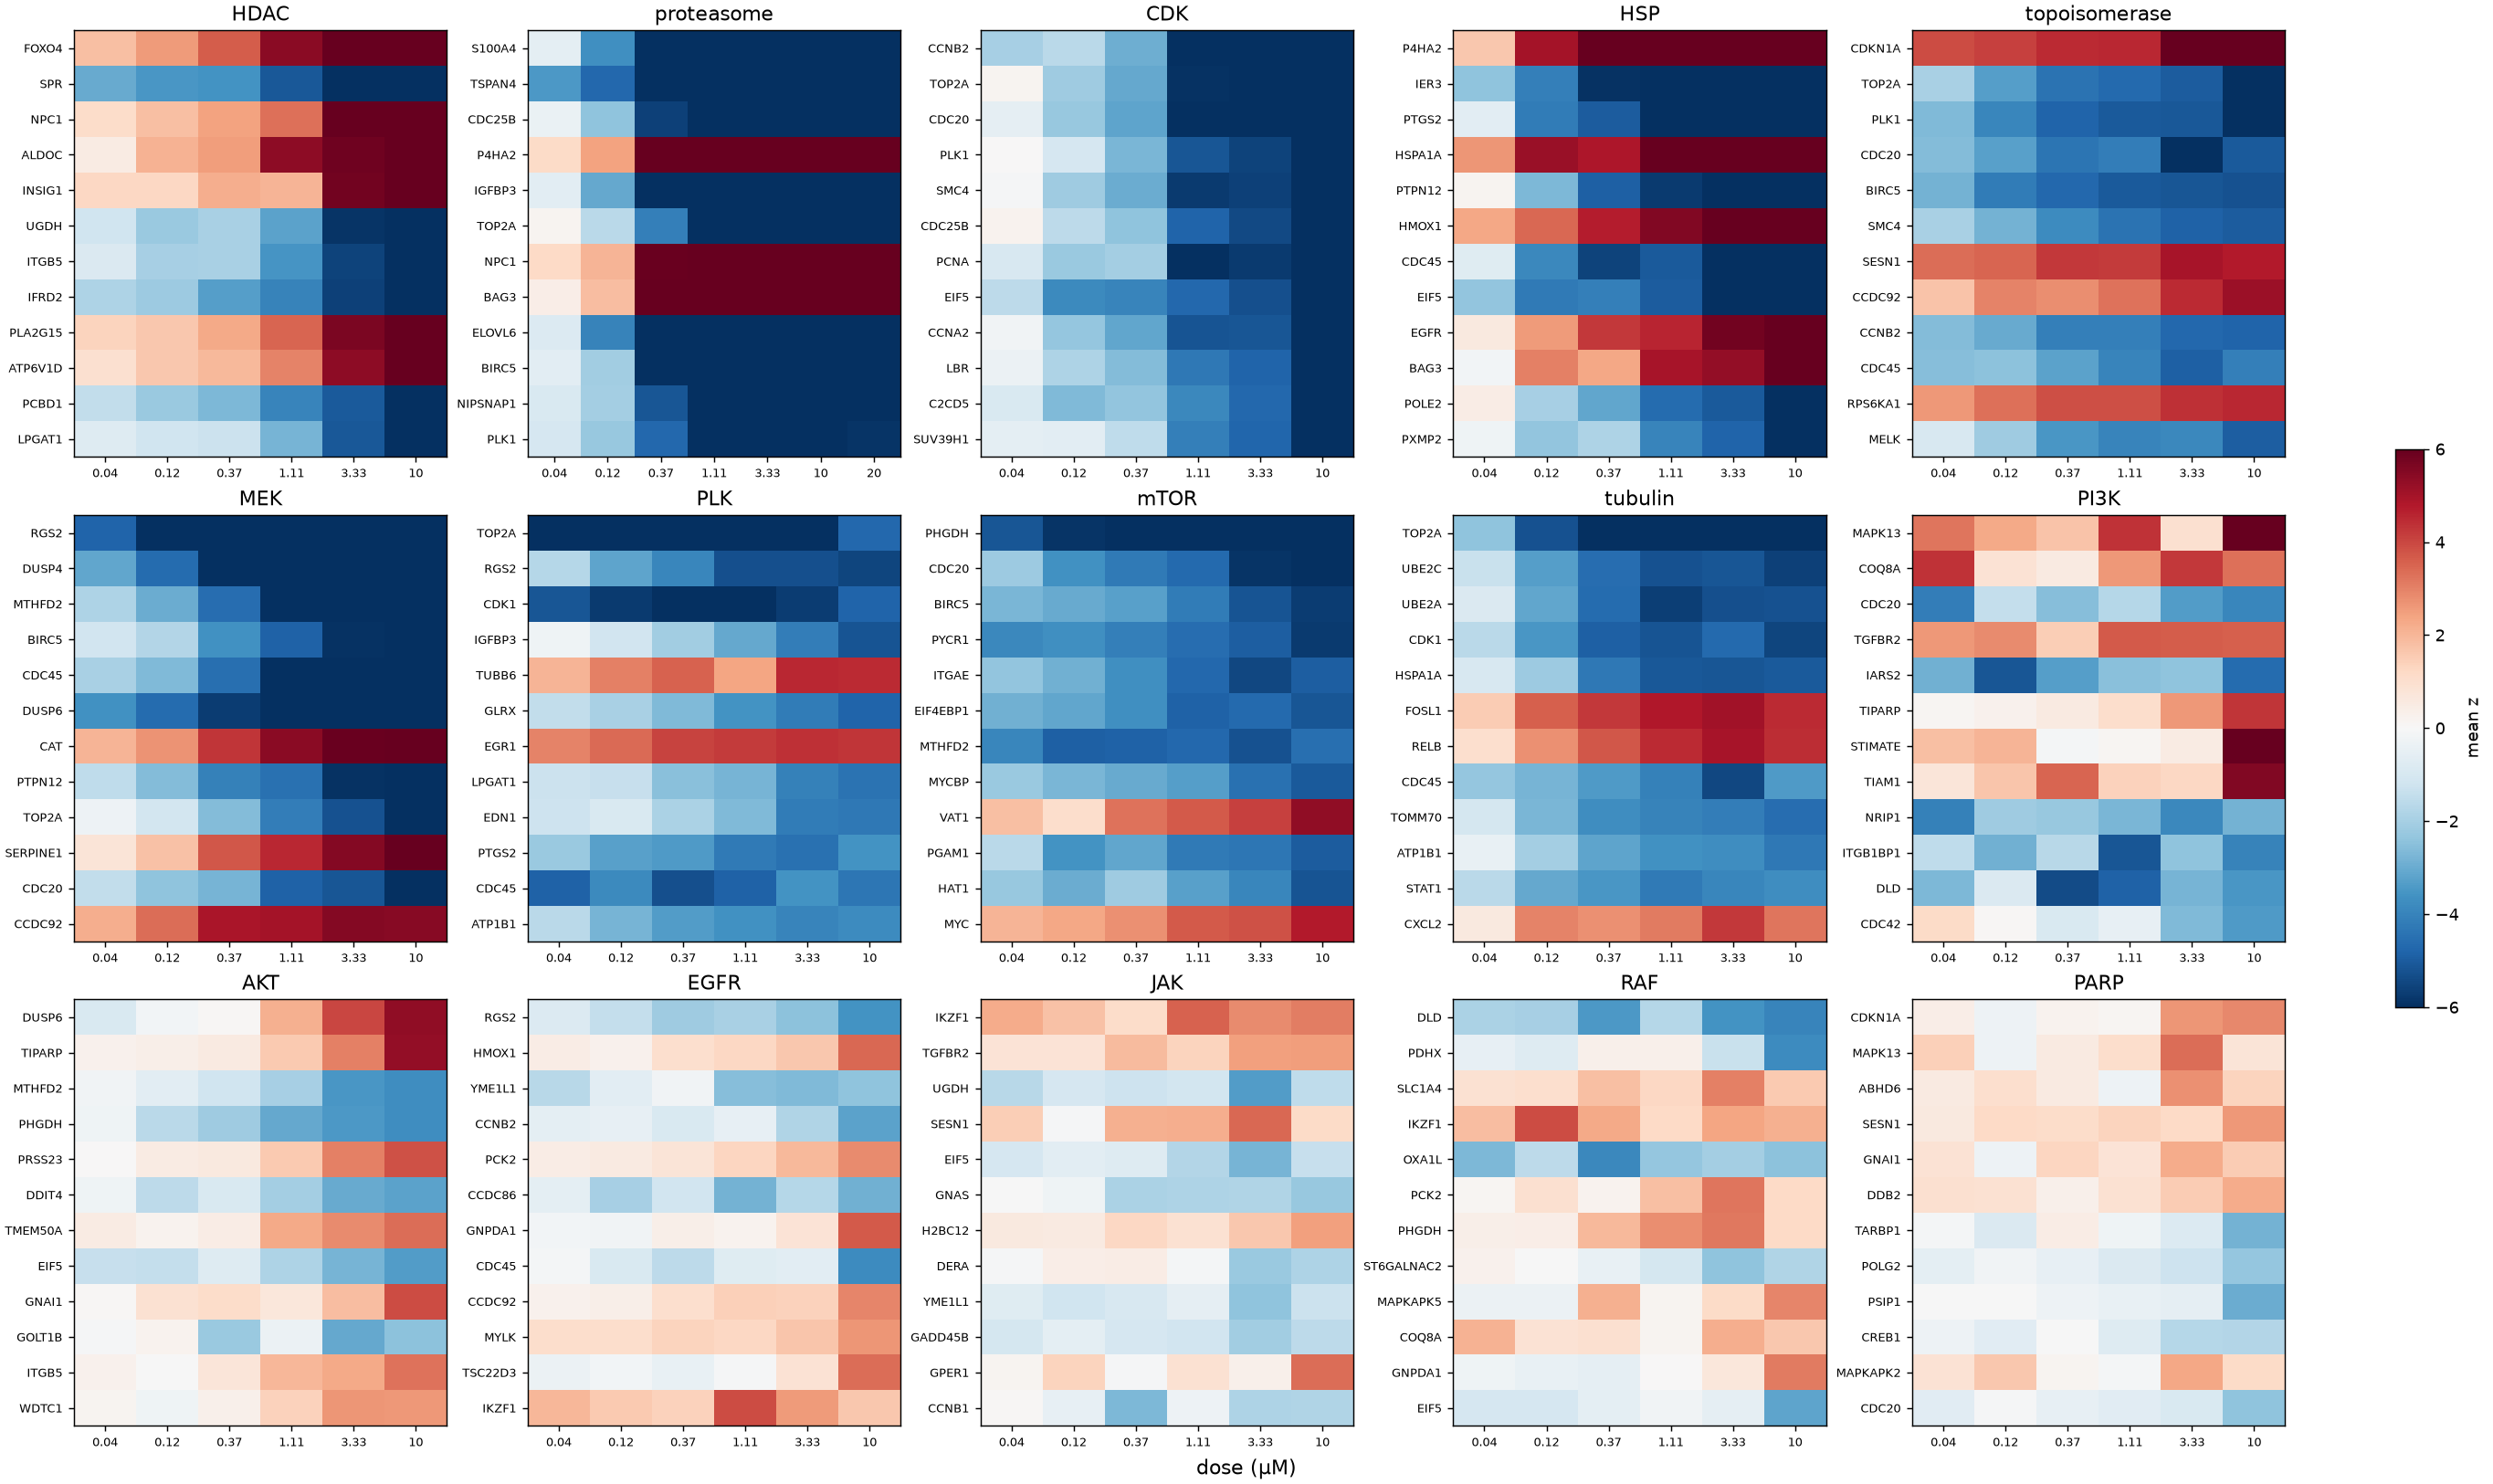 HDAC
FOXO4
SPR
NPC1
ALDOC
INSIG1
UGDH
ITGB5
IFRD2
PLA2G15
ATP6V1D
PCBD1
LPGAT1
0.04 0.12 0.37 1.11 3.33 10
proteasome
S100A4
TSPAN4
CDC25B
P4HA2
IGFBP3
TOP2A
NPC1
BAG3
ELOVL6
BIRC5
NIPSNAP1
PLK1
0.04 0.12 0.37 1.11 3.33 10 20
CDK
CCNB2
TOP2A
CDC20
PLK1
SMC4
CDC25B
PCNA
EIF5
CCNA2
LBR
C2CD5
SUV39H1
0.04 0.12 0.37 1.11 3.33 10
HSP
P4HA2
IER3
PTGS2
HSPA1A
PTPN12
HMOX1
CDC45
EIF5
EGFR
BAG3
POLE2
PXMP2
0.04 0.12 0.37 1.11 3.33 10
topoisomerase
CDKN1A
TOP2A
PLK1
CDC20
BIRC5
SMC4
SESN1
CCDC92
CCNB2
CDC45
RPS6KA1
MELK
0.04 0.12 0.37 1.11 3.33 10
MEK
RGS2
DUSP4
MTHFD2
BIRC5
CDC45
DUSP6
CAT
PTPN12
TOP2A
SERPINE1
CDC20
CCDC92
0.04 0.12 0.37 1.11 3.33 10
PLK
TOP2A
RGS2
CDK1
IGFBP3
TUBB6
GLRX
EGR1
LPGAT1
EDN1
PTGS2
CDC45
ATP1B1
0.04 0.12 0.37 1.11 3.33 10
mTOR
PHGDH
CDC20
BIRC5
PYCR1
ITGAE
EIF4EBP1
MTHFD2
MYCBP
VAT1
PGAM1
HAT1
MYC
0.04 0.12 0.37 1.11 3.33 10
tubulin
TOP2A
UBE2C
UBE2A
CDK1
HSPA1A
FOSL1
RELB
CDC45
TOMM70
ATP1B1
STAT1
CXCL2
0.04 0.12 0.37 1.11 3.33 10
PI3K
MAPK13
COQ8A
CDC20
TGFBR2
IARS2
TIPARP
STIMATE
TIAM1
NRIP1
ITGB1BP1
DLD
CDC42
0.04 0.12 0.37 1.11 3.33 10
AKT
DUSP6
TIPARP
MTHFD2
PHGDH
PRSS23
DDIT4
TMEM50A
EIF5
GNAI1
GOLT1B
ITGB5
WDTC1
0.04 0.12 0.37 1.11 3.33 10
EGFR
RGS2
HMOX1
YME1L1
CCNB2
PCK2
CCDC86
GNPDA1
CDC45
CCDC92
MYLK
TSC22D3
IKZF1
0.04 0.12 0.37 1.11 3.33 10
JAK
IKZF1
TGFBR2
UGDH
SESN1
EIF5
GNAS
H2BC12
DERA
YME1L1
GADD45B
GPER1
CCNB1
0.04 0.12 0.37 1.11 3.33 10
RAF
DLD
PDHX
SLC1A4
IKZF1
OXA1L
PCK2
PHGDH
ST6GALNAC2
MAPKAPK5
COQ8A
GNPDA1
EIF5
0.04 0.12 0.37 1.11 3.33 10
PARP
CDKN1A
MAPK13
ABHD6
SESN1
GNAI1
DDB2
TARBP1
POLG2
PSIP1
CREB1
MAPKAPK2
CDC20
0.04 0.12 0.37 1.11 3.33 10
dose (µM)
6
4
2
0
−2
−4
−6
mean z